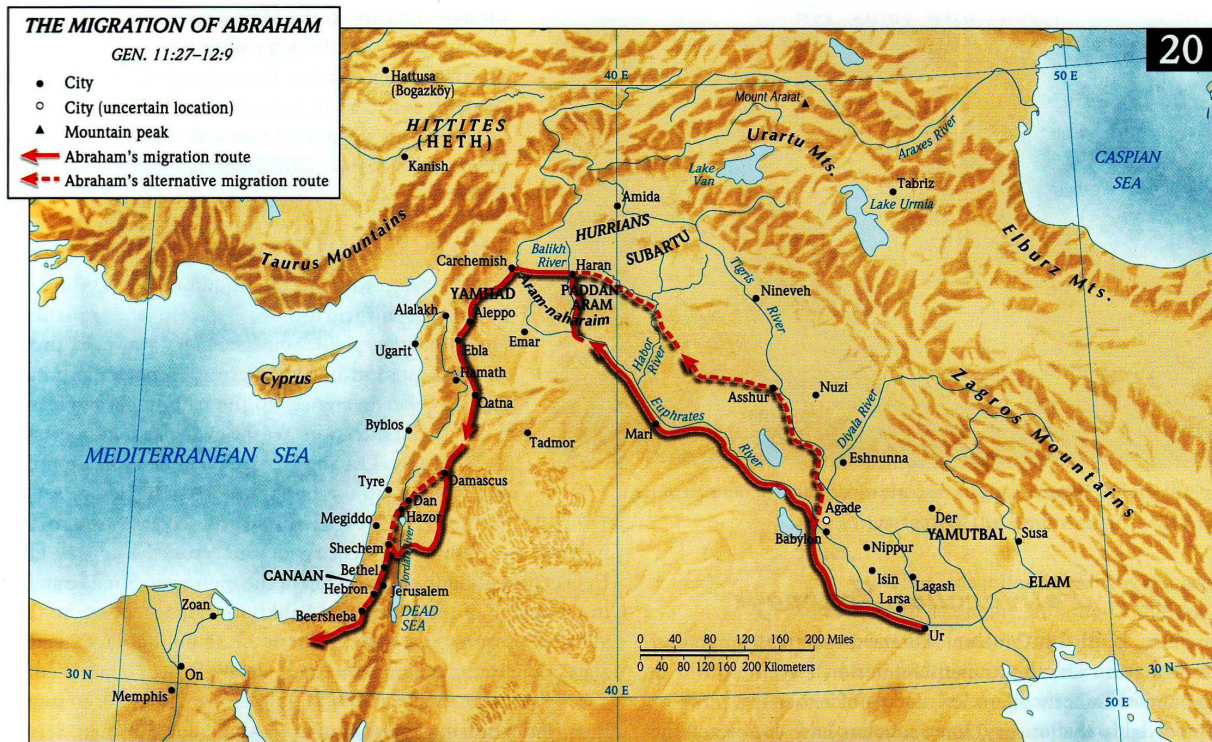 THE MIGRATION OF ABRAHAM
GEN. 11:27–12:9
City
City (uncertain location)
Mountain peak
Abraham's migration route
Abraham's alternative migration route
20
40 E
50 E
Hattusa
(Bogazköy)
HITTITES
(HETH)
Kanish
Mount Ararat
Urartu Mts.
Araxes River
CASPIAN
SEA
Lake
Van
Tabriz
Lake Urmia
Elburz Mts.
Taurus Mountains
Amida
HURRIANS
SUBARTU
Balikh
River
Carchemish
Haran
Tigris
River
Nineveh
YAMHAD
PADDAN
ARAM
Aram-naharaim
Alalakh
Aleppo
Emar
Ugarit
Ebla
Habor
River
Cyprus
Hamath
Qatna
Asshur
Nuzi
Zagros Mountains
Byblos
Tadmor
Mari
Euphrates
River
Diyala River
MEDITERRANEAN SEA
Eshnunna
Tyre
Damascus
Dan
Hazor
Agade
Der
Megiddo
Babylon
YAMUTBAL
Susa
Shechem
Jordan River
Nippur
Bethel
CANAAN
Isin
Lagash
ELAM
Hebron
Jerusalem
Larsa
Zoan
Beersheba
DEAD
SEA
Ur
0 40 80 120 160 200 Miles
0 40 80 120 160 200 Kilometers
30 N
On
30 N
Memphis
40 E
50 E